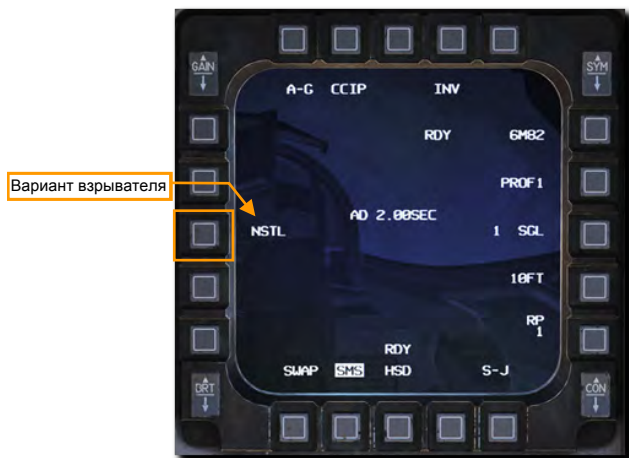 GAIN
SYM
A-G CCIP INV
RDY 6M82
PROF1
Вариант взрывателя
AD 2.00SEC
NSTL 1 SGL
10FT
RP
1
RDY
SWAP SMS HSD S-J
BRT
CON